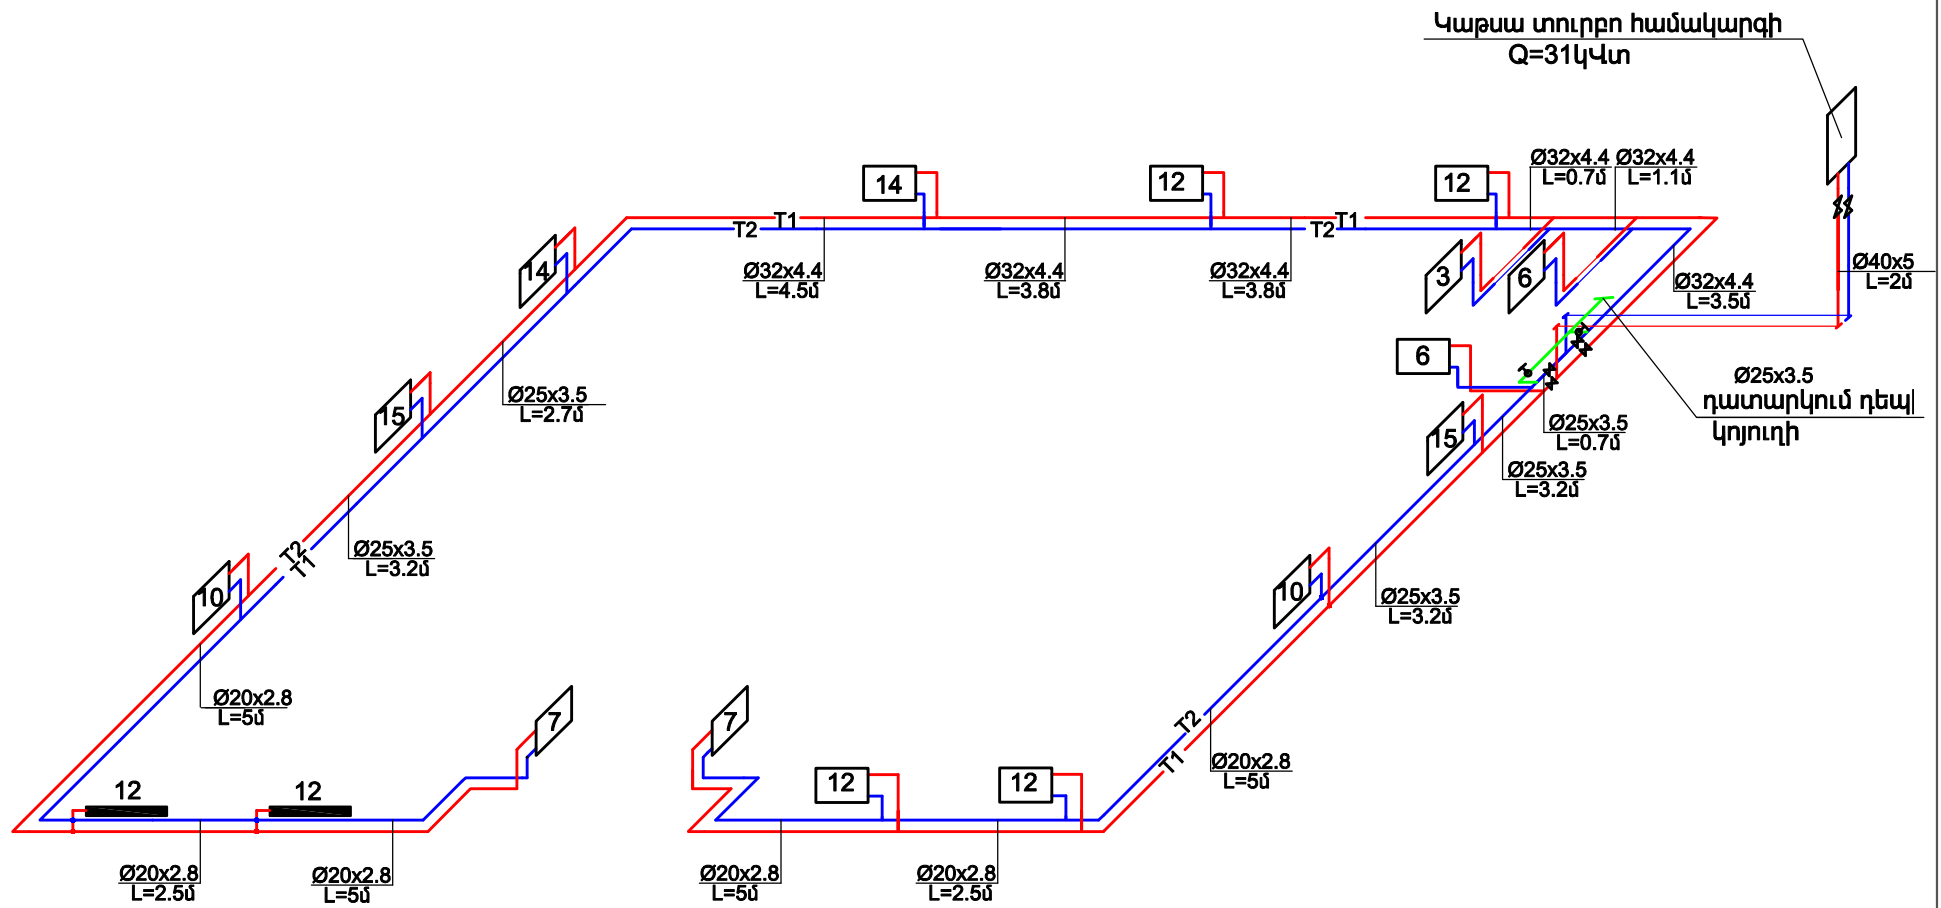 Կաթսա տուրբո համակարգի
Q=31կՎտ
14
12
12
Ø32x4.4
L=0.7մ
Ø32x4.4
L=1.1մ
T1
T2
T1
T2
14
3
6
Ø32x4.4
L=4.5մ
Ø32x4.4
L=3.8մ
Ø32x4.4
L=3.8մ
Ø32x4.4
L=3.5մ
Ø40x5
L=2մ
6
Ø25x3.5
դատարկում դեպի
կոյուղի
Ø25x3.5
L=2.7մ
15
15
Ø25x3.5
L=0.7մ
Ø25x3.5
L=3.2մ
T2
T1
Ø25x3.5
L=3.2մ
10
10
Ø25x3.5
L=3.2մ
Ø20x2.8
L=5մ
7
7
T2
T1
Ø20x2.8
L=5մ
12
12
12
12
Ø20x2.8
L=2.5մ
Ø20x2.8
L=5մ
Ø20x2.8
L=5մ
Ø20x2.8
L=2.5մ